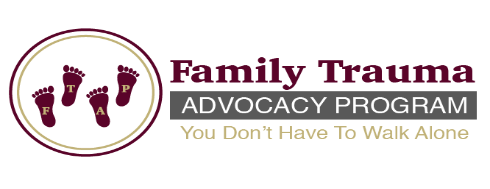 F T A P
Family Trauma
ADVOCACY PROGRAM
You Don't Have To Walk Alone